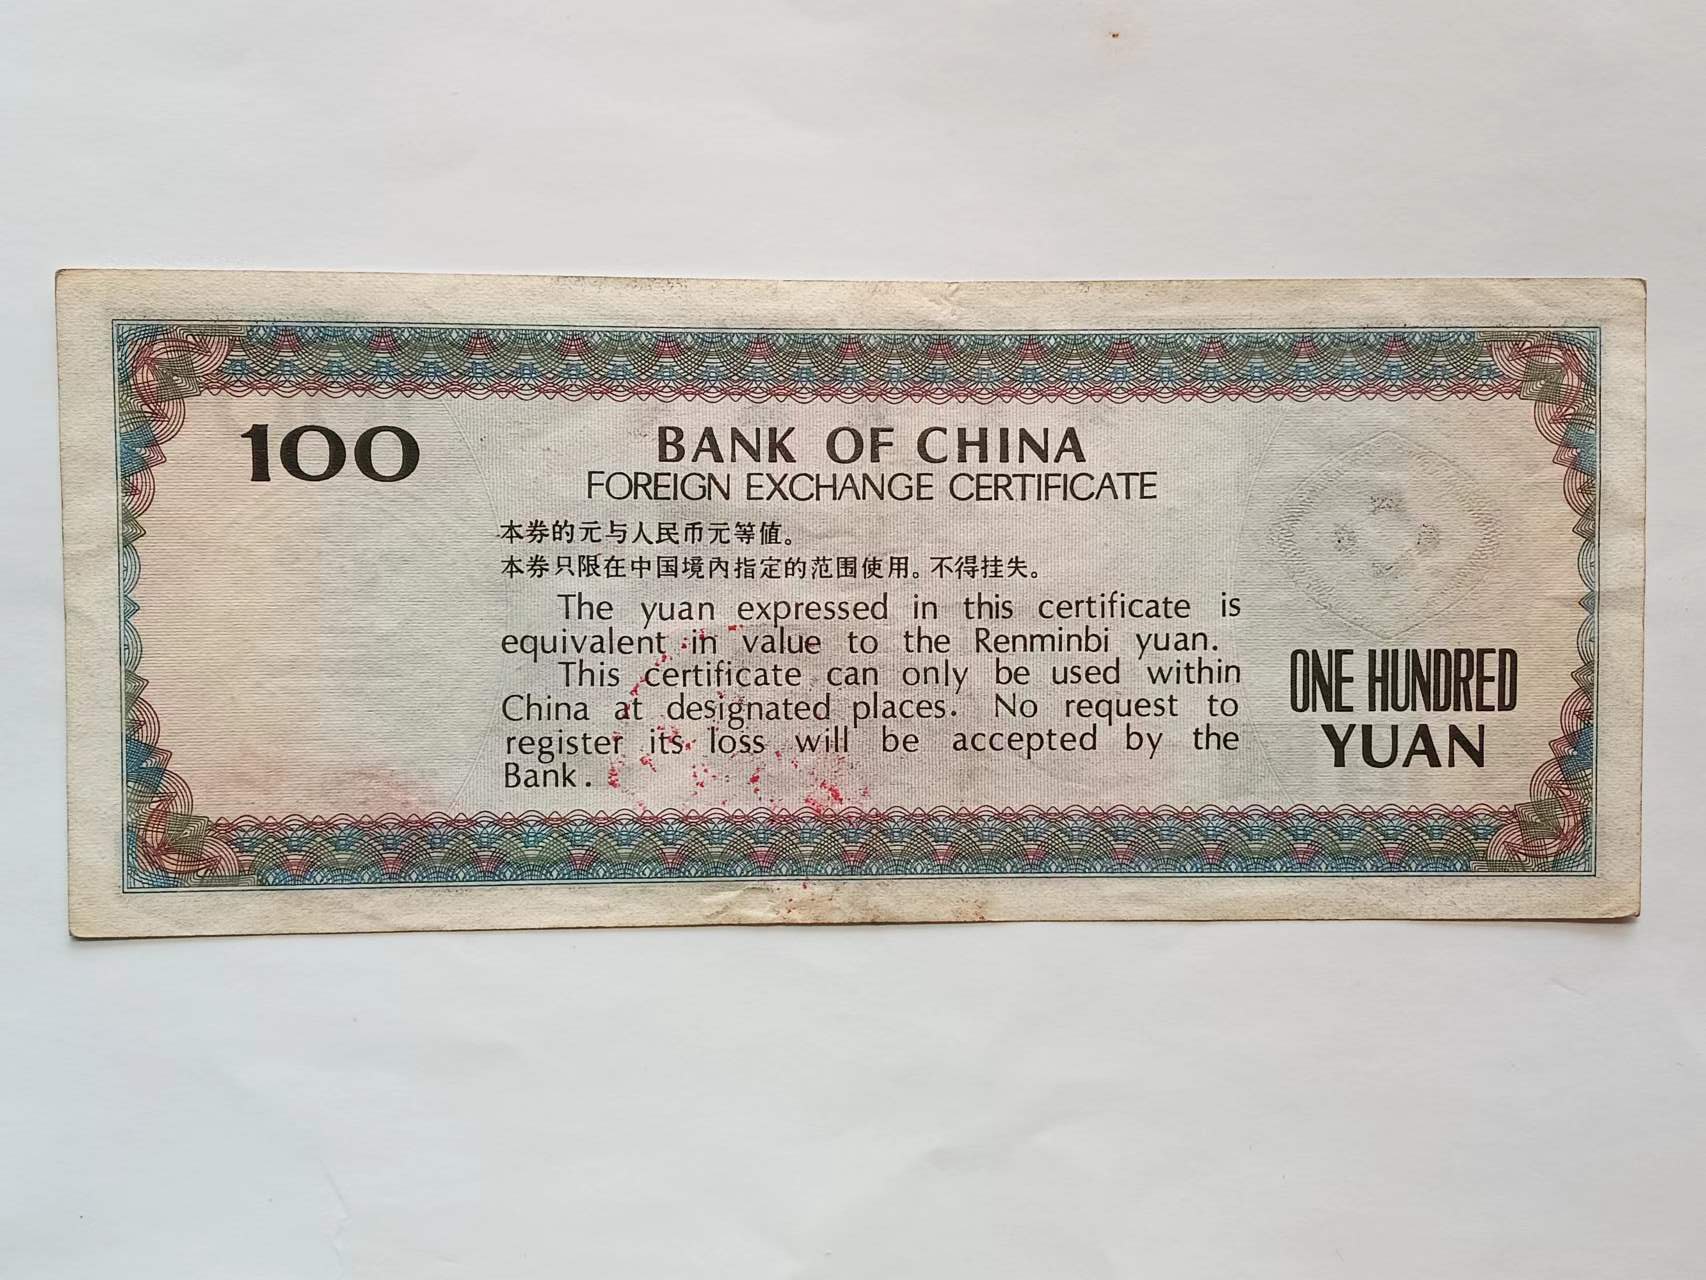 100
BANK OF CHINA
FOREIGN EXCHANGE CERTIFICATE
本券的元与人民币元等值。
本券只限在中国境内指定的范围使用。不得挂失。
The yuan expressed in this certificate is
equivalent in value to the Renminbi yuan.
This certificate can only be used within
China at designated places. No request to
register its loss will be accepted by the
Bank.
ONE HUNDRED
YUAN